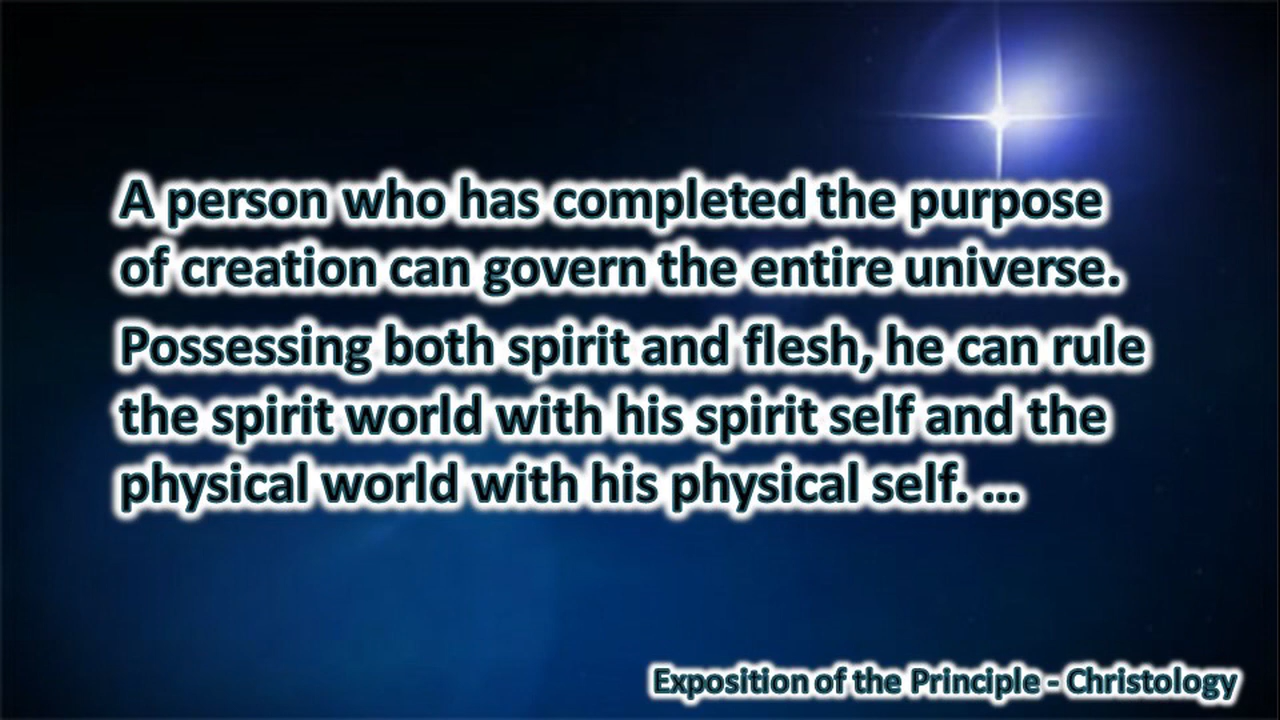 A person who has completed the purpose
of creation can govern the entire universe.
Possessing both spirit and flesh, he can rule
the spirit world with his spirit self and the
physical world with his physical self. ...
Exposition of the Principle - Christology